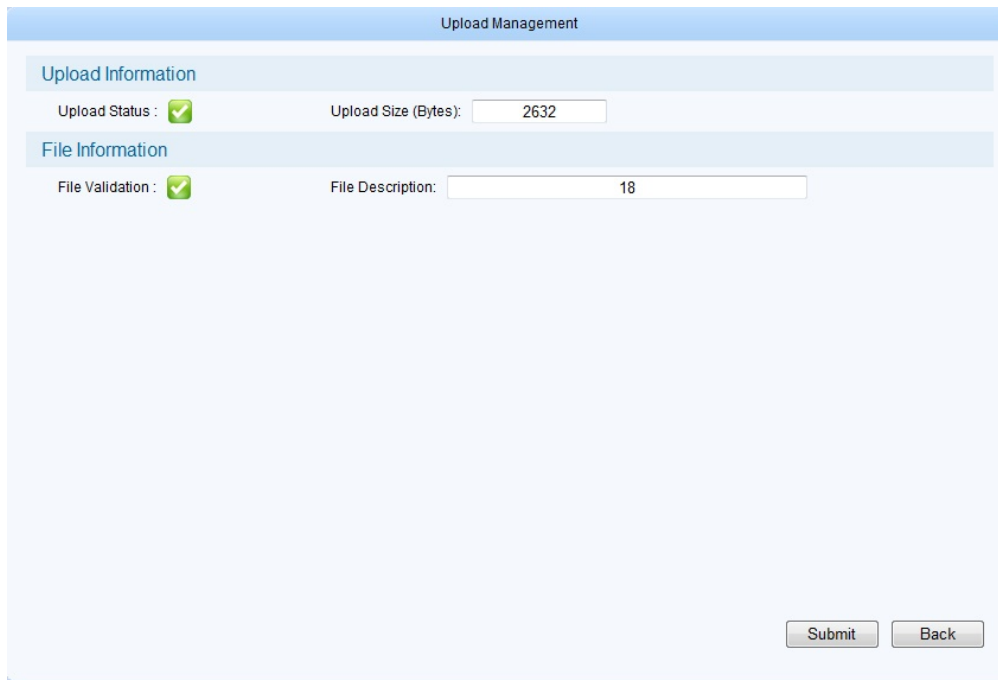 Upload Management
Upload Information
Upload Status : Upload Size (Bytes): 2632
File Information
File Validation : File Description: 18
Submit Back